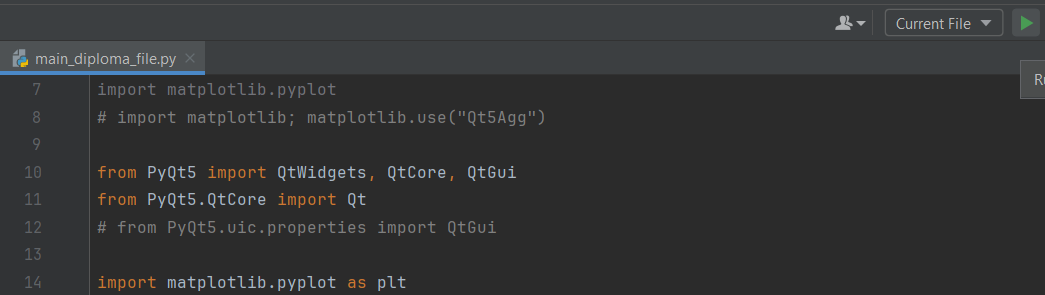 Current File
main_diploma_file.py
7 import matplotlib.pyplot
8 # import matplotlib; matplotlib.use("Qt5Agg")
9
10 from PyQt5 import QtWidgets, QtCore, QtGui
11 from PyQt5.QtCore import Qt
12 # from PyQt5.uic.properties import QtGui
13
14 import matplotlib.pyplot as plt